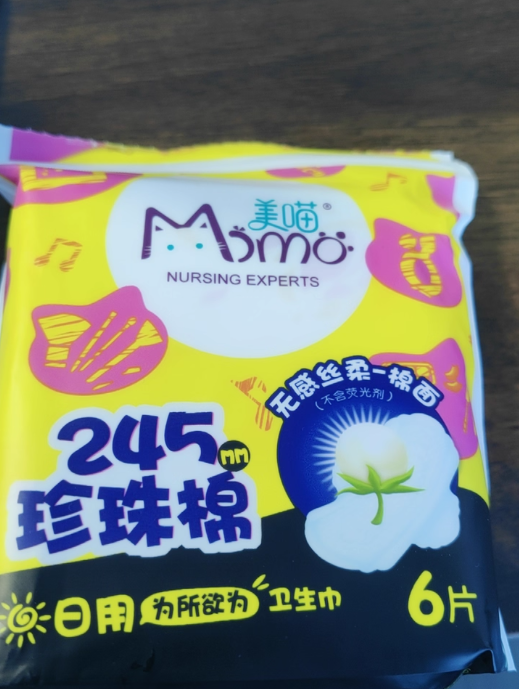 美喵®
Momo
NURSING EXPERTS
无感丝柔-棉面
(不含荧光剂)
245mm
珍珠棉
日用 为所欲为 卫生巾
6片